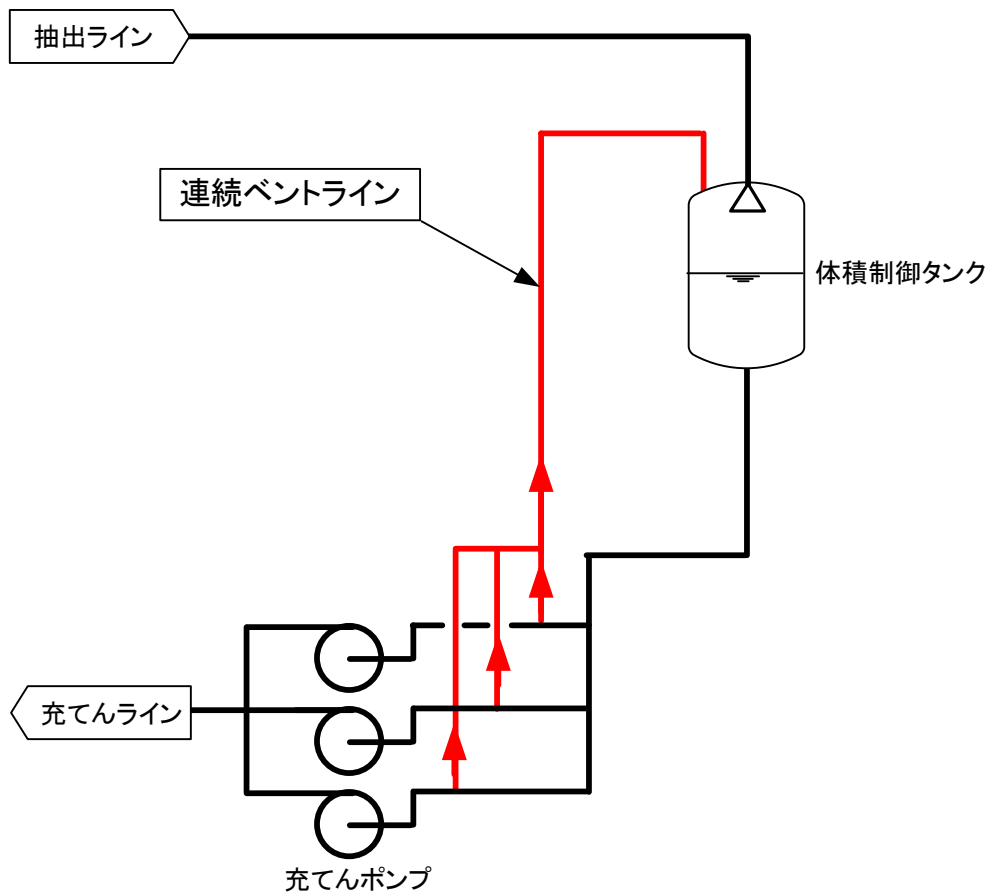 抽出ライン
連続ベントライン
体積制御タンク
充てんライン
充てんポンプ